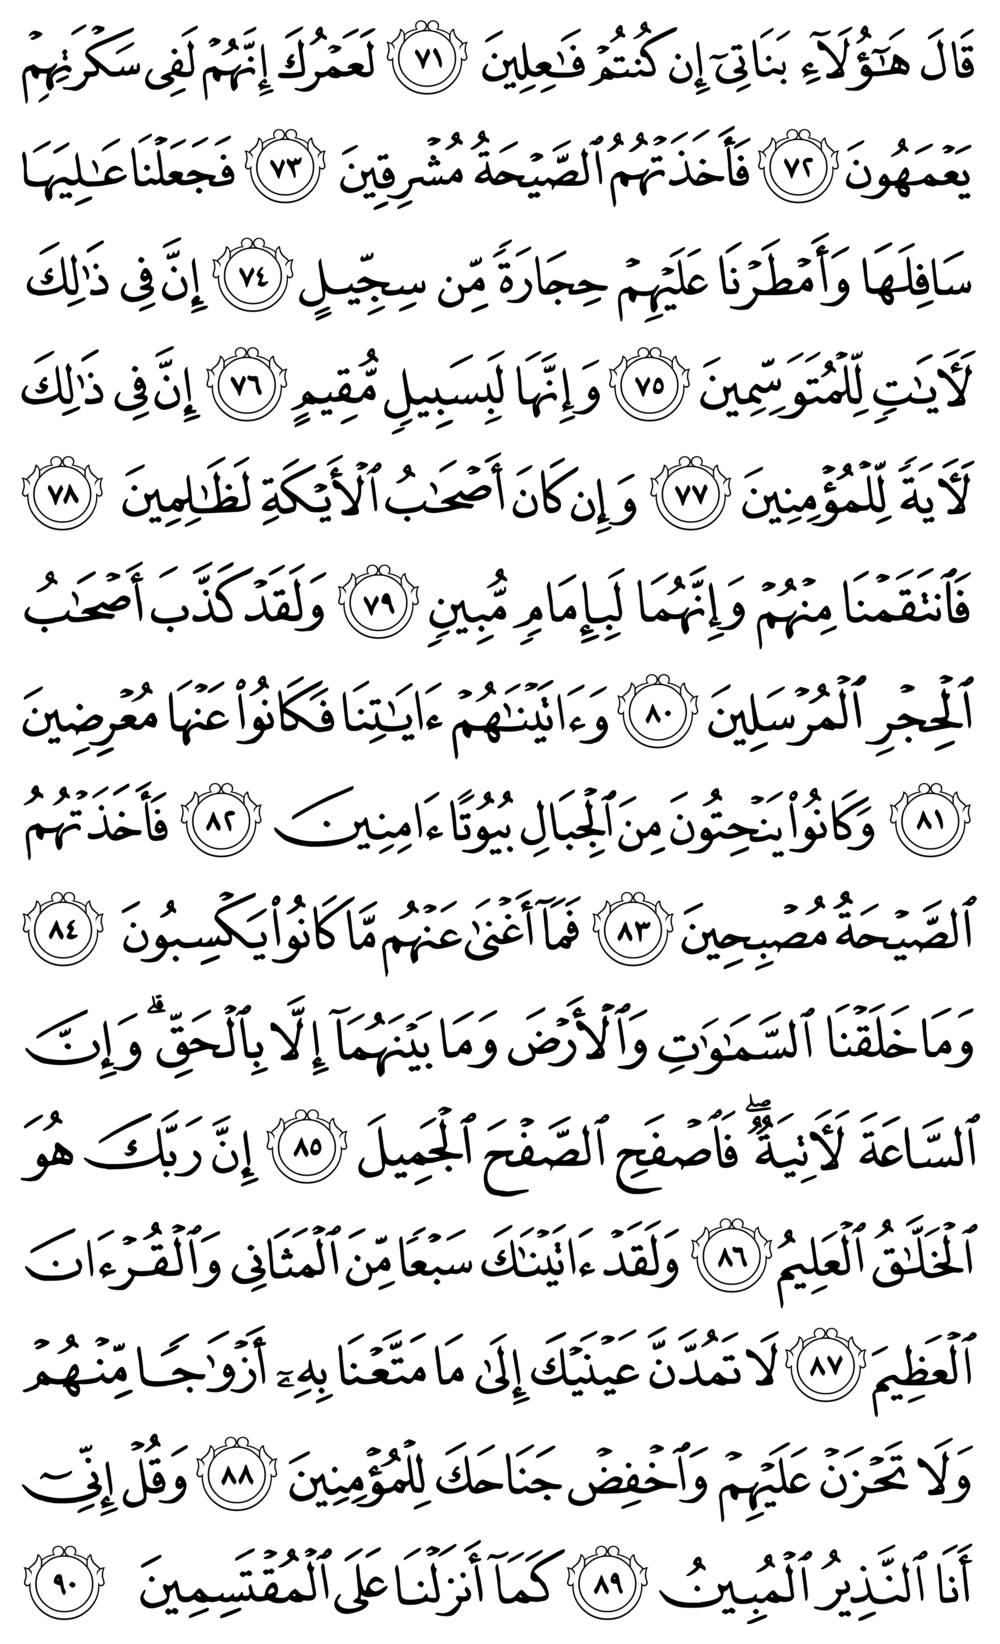 قَالَ هَٰٓؤُلَآءِ بَنَاتِىٓ إِن كُنتُمْ فَٰعِلِينَ ٧١ لَعَمْرُكَ إِنَّهُمْ لَفِى سَكْرَتِهِمْ
يَعْمَهُونَ ٧٢ فَأَخَذَتْهُمُ ٱلصَّيْحَةُ مُشْرِقِينَ ٧٣ فَجَعَلْنَا عَٰلِيَهَا
سَافِلَهَا وَأَمْطَرْنَا عَلَيْهِمْ حِجَارَةً مِّن سِجِّيلٍ ٧٤ إِنَّ فِى ذَٰلِكَ
لَءَايَٰتٍ لِّلْمُتَوَسِّمِينَ ٧٥ وَإِنَّهَا لَبِسَبِيلٍ مُّقِيمٍ ٧٦ إِنَّ فِى ذَٰلِكَ
لَءَايَةً لِّلْمُؤْمِنِينَ ٧٧ وَإِن كَانَ أَصْحَٰبُ ٱلْأَيْكَةِ لَظَٰلِمِينَ ٧٨
فَٱنتَقَمْنَا مِنْهُمْ وَإِنَّهُمَا لَبِإِمَامٍ مُّبِينٍ ٧٩ وَلَقَدْ كَذَّبَ أَصْحَٰبُ
ٱلْحِجْرِ ٱلْمُرْسَلِينَ ٨٠ وَءَاتَيْنَٰهُمْ ءَايَٰتِنَا فَكَانُوا۟ عَنْهَا مُعْرِضِينَ
٨١ وَكَانُوا۟ يَنْحِتُونَ مِنَ ٱلْجِبَالِ بُيُوتًا ءَامِنِينَ ٨٢ فَأَخَذَتْهُمُ
ٱلصَّيْحَةُ مُصْبِحِينَ ٨٣ فَمَآ أَغْنَىٰ عَنْهُم مَّا كَانُوا۟ يَكْسِبُونَ ٨٤
وَمَا خَلَقْنَا ٱلسَّمَٰوَٰتِ وَٱلْأَرْضَ وَمَا بَيْنَهُمَآ إِلَّا بِٱلْحَقِّ ۗ وَإِنَّ
ٱلسَّاعَةَ لَءَاتِيَةٌ ۖ فَٱصْفَحِ ٱلصَّفْحَ ٱلْجَمِيلَ ٨٥ إِنَّ رَبَّكَ هُوَ
ٱلْخَلَّٰقُ ٱلْعَلِيمُ ٨٦ وَلَقَدْ ءَاتَيْنَٰكَ سَبْعًا مِّنَ ٱلْمَثَانِى وَٱلْقُرْءَانَ
ٱلْعَظِيمَ ٨٧ لَا تَمُدَّنَّ عَيْنَيْكَ إِلَىٰ مَا مَتَّعْنَا بِهِۦٓ أَزْوَٰجًا مِّنْهُمْ
وَلَا تَحْزَنْ عَلَيْهِمْ وَٱخْفِضْ جَنَاحَكَ لِلْمُؤْمِنِينَ ٨٨ وَقُلْ إِنِّىٓ
أَنَا ٱلنَّذِيرُ ٱلْمُبِينُ ٨٩ كَمَآ أَنزَلْنَا عَلَى ٱلْمُقْتَسِمِينَ ٩٠